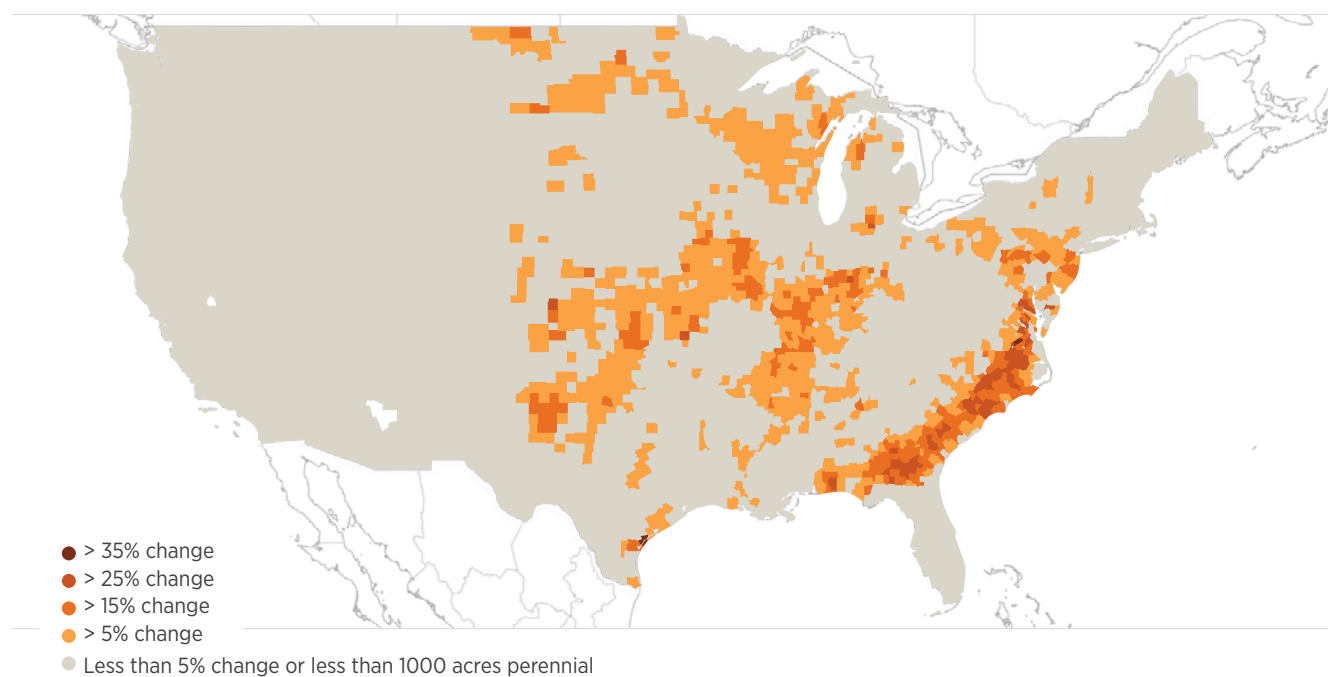 > 35% change
> 25% change
> 15% change
> 5% change
Less than 5% change or less than 1000 acres perennial